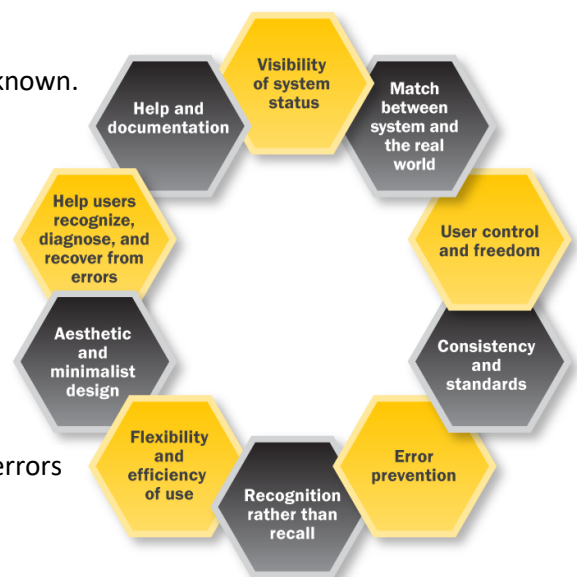 known.
errors
Visibility
of system
status
Match
between
system and
the real
world
User control
and freedom
Consistency
and
standards
Error
prevention
Recognition
rather than
recall
Flexibility
and
efficiency
of use
Aesthetic
and
minimalist
design
Help users
recognize,
diagnose, and
recover from
errors
Help and
documentation